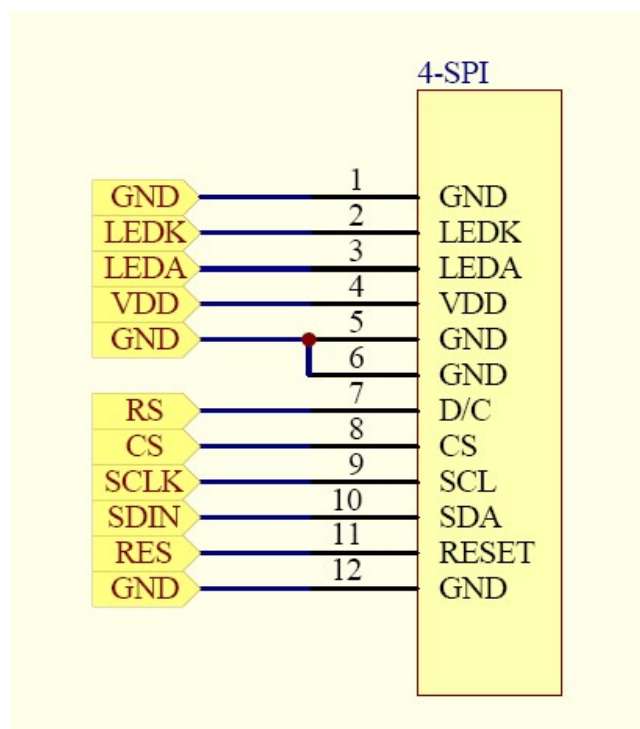 4-SPI
GND 1 GND
LEDK 2 LEDK
LEDA 3 LEDA
VDD 4 VDD
GND 5 GND
6 GND
RS 7 D/C
CS 8 CS
SCLK 9 SCL
SDIN 10 SDA
RES 11 RESET
GND 12 GND